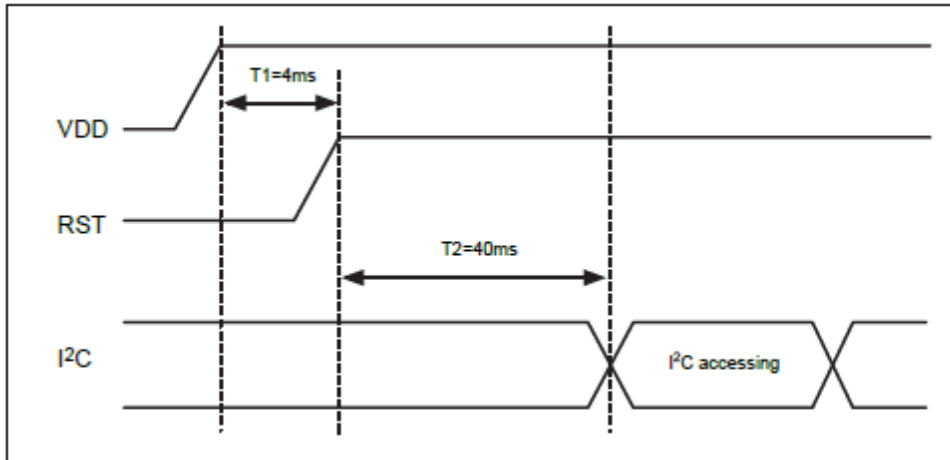 T1=4ms
VDD
RST
T2=40ms
I²C
I²C accessing